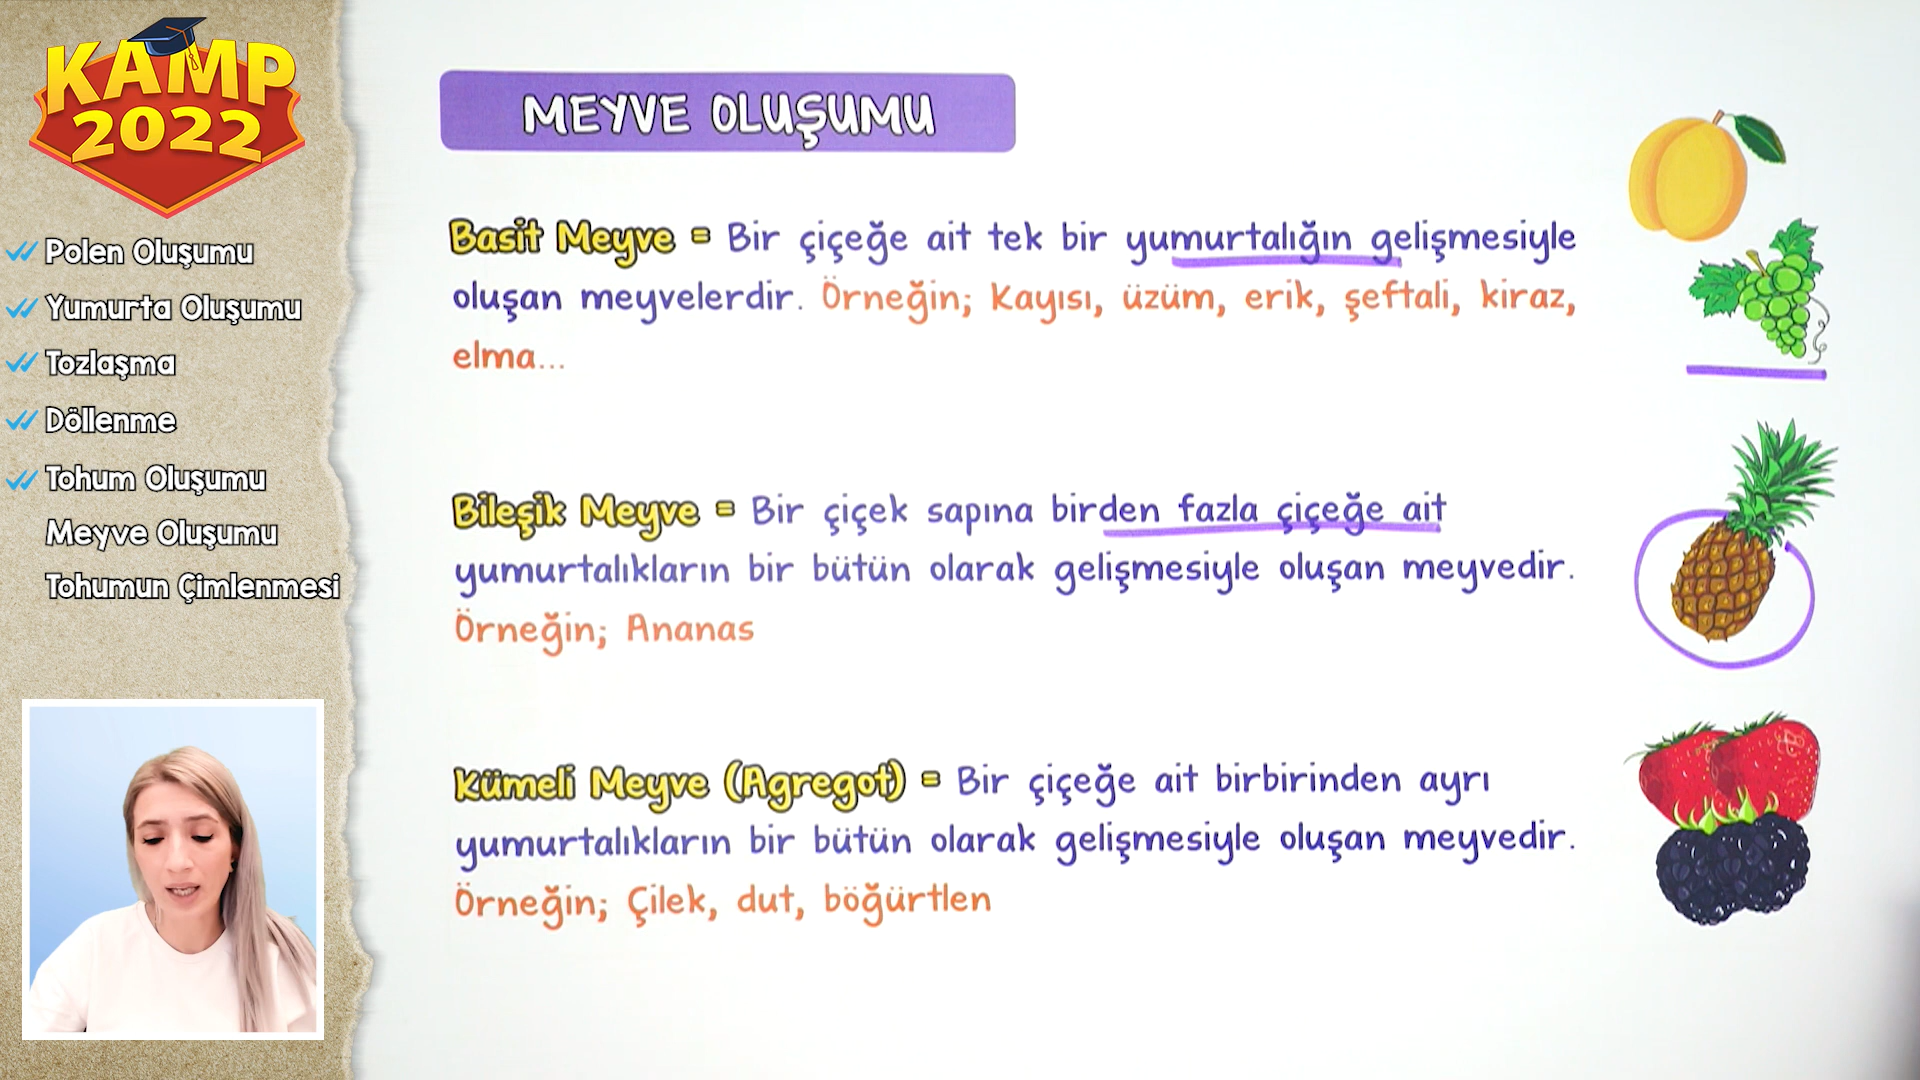 KAMP
2022
Polen Oluşumu
Yumurta Oluşumu
Tozlaşma
Döllenme
Tohum Oluşumu
Meyve Oluşumu
Tohumun Çimlenmesi
MEYVE OLUŞUMU
Basit Meyve = Bir çiçeğe ait tek bir yumurtalığın gelişmesiyle
oluşan meyvelerdir. Örneğin; Kayısı, üzüm, erik, şeftali, kiraz,
elma...
Bileşik Meyve = Bir çiçek sapına birden fazla çiçeğe ait
yumurtalıkların bir bütün olarak gelişmesiyle oluşan meyvedir.
Örneğin; Ananas
Kümeli Meyve (Agregot) = Bir çiçeğe ait birbirinden ayrı
yumurtalıkların bir bütün olarak gelişmesiyle oluşan meyvedir.
Örneğin; Çilek, dut, böğürtlen